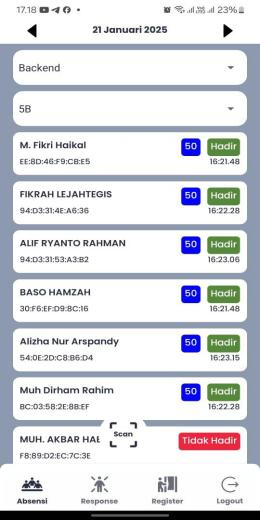 17.18 23%
21 Januari 2025
Backend
5B
M. Fikri Haikal 50 Hadir
EE:8D:46:F9:CB:E5 16:21.48
FIKRAH LEJAHTEGIS 50 Hadir
94:D3:31:4E:A6:36 16:22.28
ALIF RYANTO RAHMAN 50 Hadir
94:D3:31:53:A3:B2 16:23.06
BASO HAMZAH 50 Hadir
30:F6:EF:D9:8C:16 16:21.48
Alizha Nur Arspandy 50 Hadir
54:0E:2D:C8:B6:D4 16:23.15
Muh Dirham Rahim 50 Hadir
BC:03:58:2E:8B:EF 16:22.28
MUH. AKBAR HAE Scan Tidak Hadir
F8:89:D2:EC:7C:3E
Absensi Response Register Logout